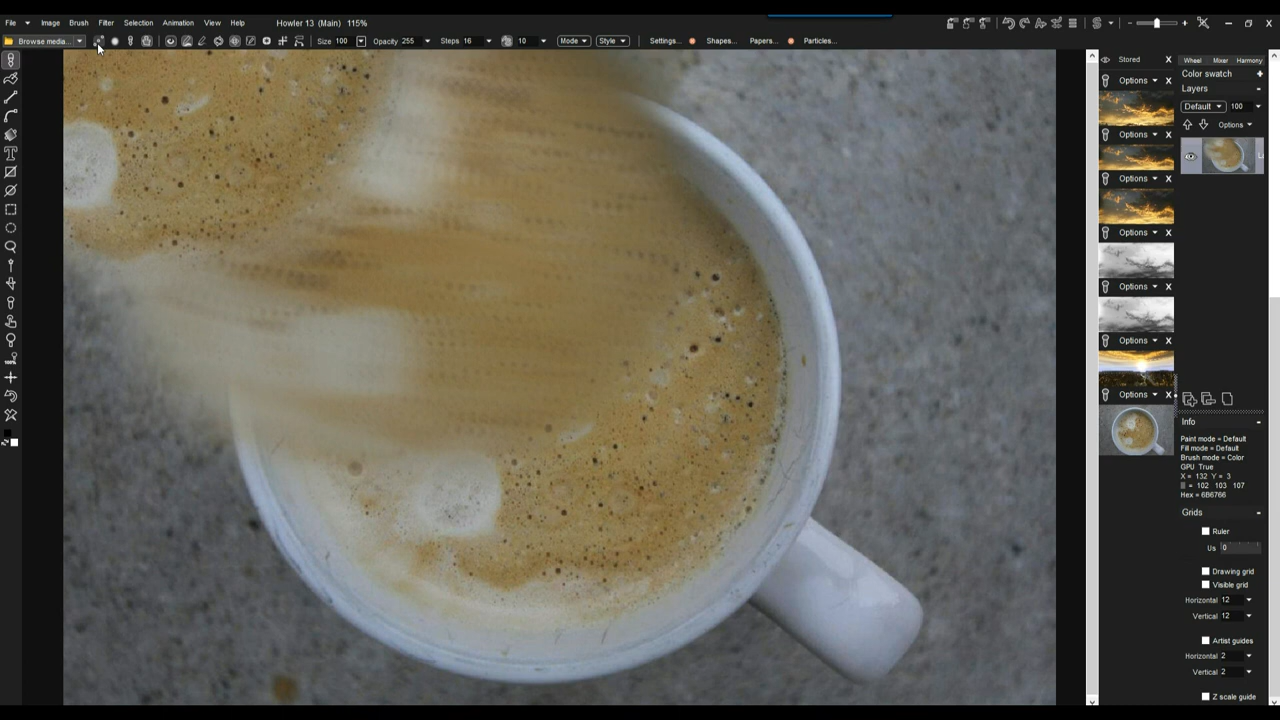 File Image Brush Filter Selection Animation View Help Howler 13 (Main) 115%
Browse media... Size 100 Opacity 255 Steps 16 10 Mode Style Settings... Shapes... Papers... Particles...
Stored X
Options X
Options X
Options X
Options X
Options X
Options X
Options X
Wheel Mixer Harmony
Color swatch +
Layers -
Default 100
Options
Info -
Paint mode = Default
Fill mode = Default
Brush mode = Color
GPU True
X = 132 Y = 3
= 102 103 107
Hex = 6B6766
Grids -
Ruler
Us 0
Drawing grid
Visible grid
Horizontal 12
Vertical 12
Artist guides
Horizontal 2
Vertical 2
Z scale guide